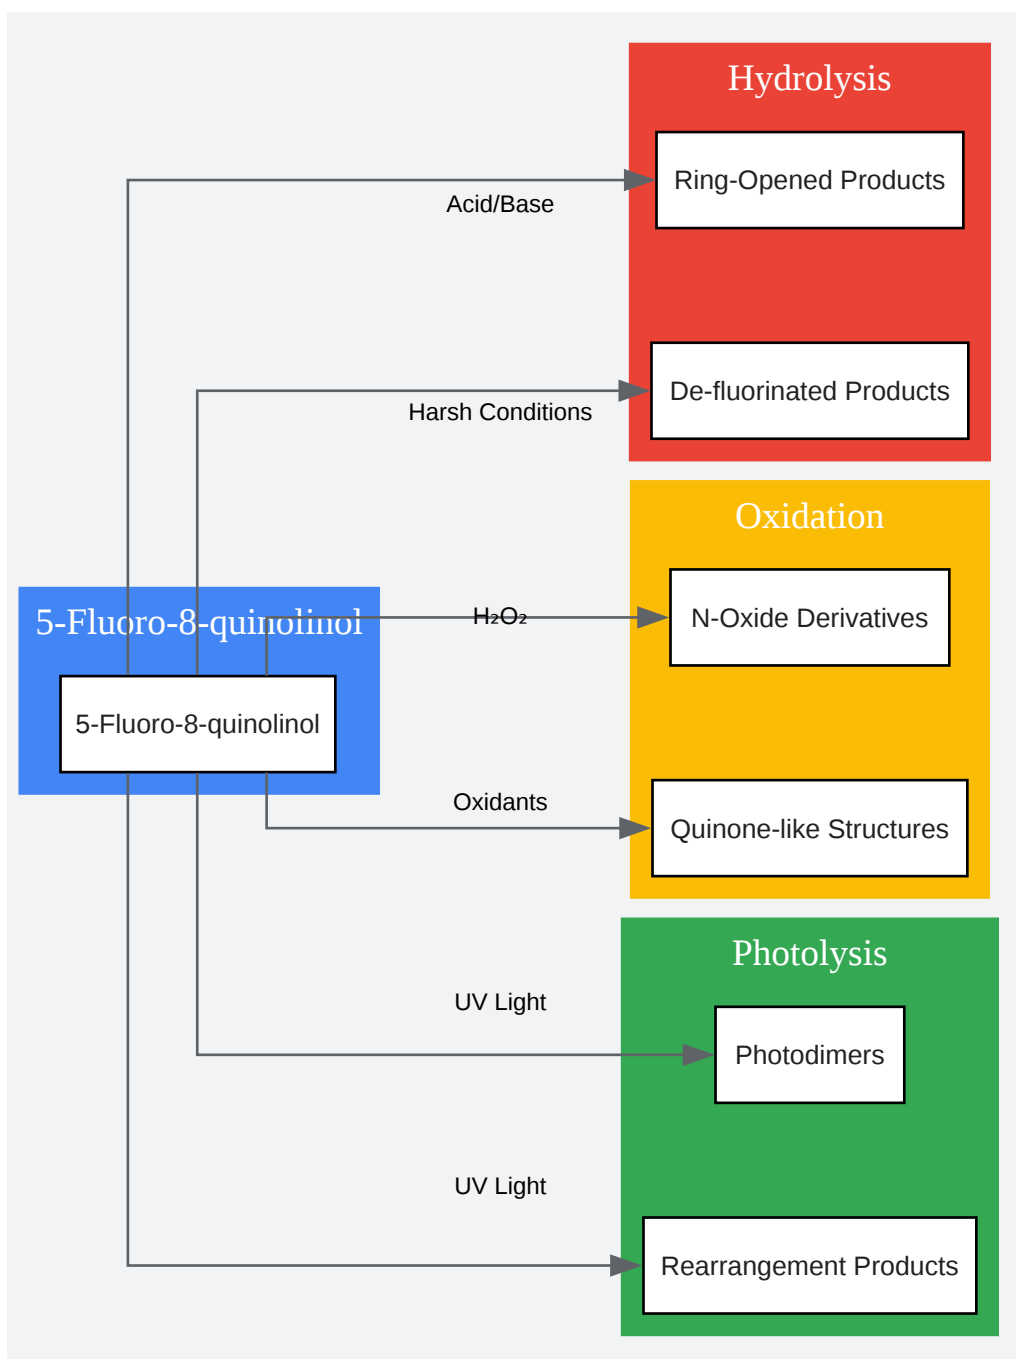 Hydrolysis
Ring-Opened Products
Acid/Base
De-fluorinated Products
Harsh Conditions
Oxidation
5-Fluoro-8-quinolinol
H₂O₂
N-Oxide Derivatives
5-Fluoro-8-quinolinol
Oxidants
Quinone-like Structures
Photolysis
UV Light
Photodimers
UV Light
Rearrangement Products